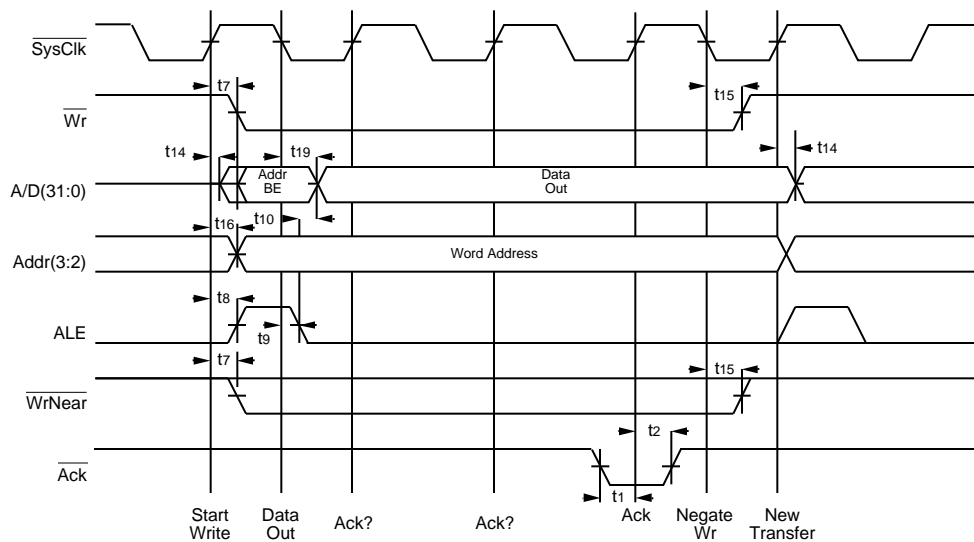 SysClk
t7
t15
Wr
t14
t19
t14
Addr
BE
Data
Out
A/D(31:0)
t16
t10
Addr(3:2)
Word Address
t8
ALE
t9
t7
t15
WrNear
t2
Ack
t1
Start
Write
Data
Out
Ack?
Ack?
Ack
Negate
Wr
New
Transfer